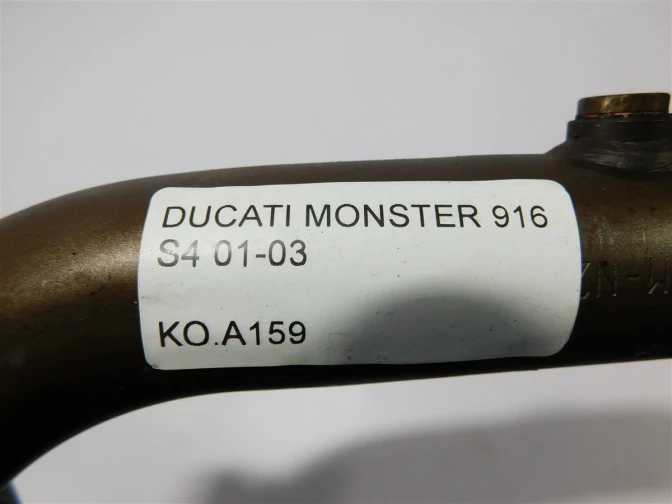 DUCATI MONSTER 916
S4 01-03
KO.A159